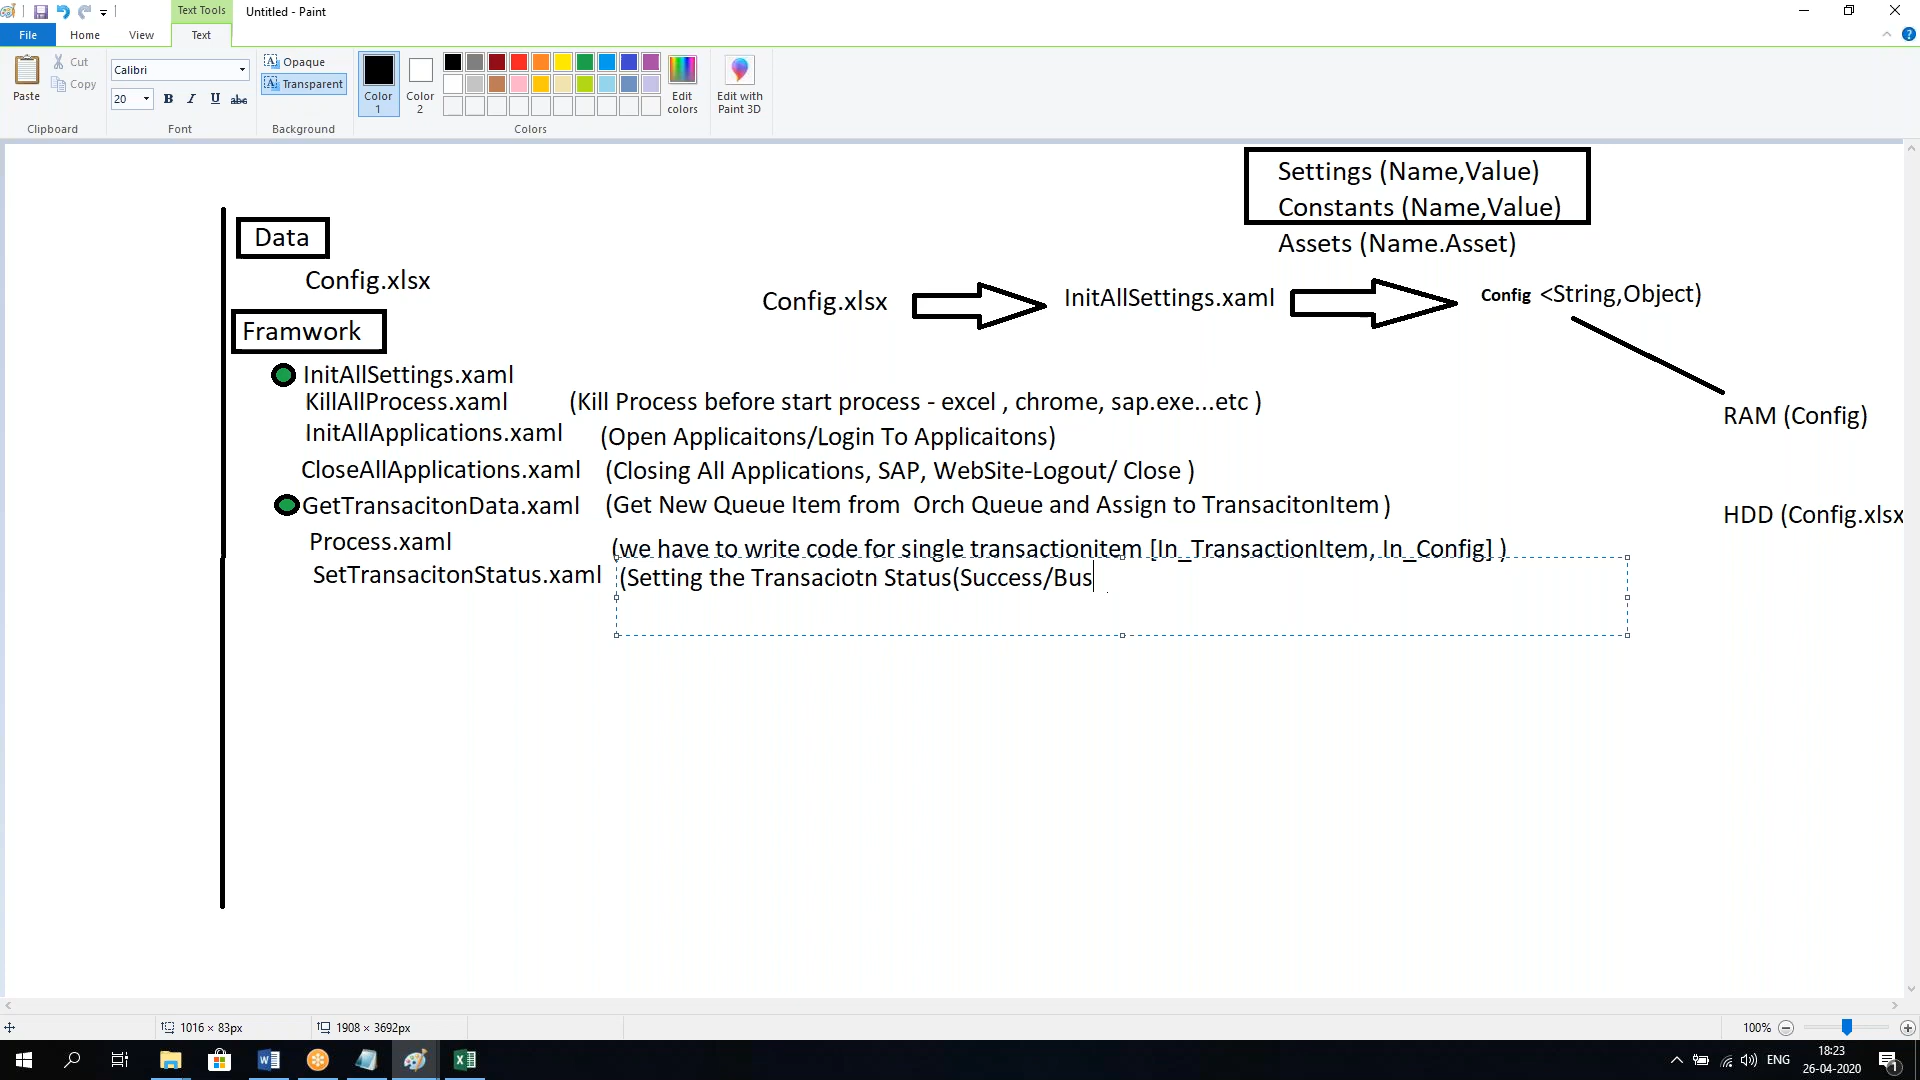 Text Tools
Untitled - Paint
File
Home
View
Text
Paste
Cut
Copy
Clipboard
Calibri
20
B I U abc
Font
Opaque
Transparent
Background
Color 1
Color 2
Edit colors
Colors
Edit with Paint 3D
Settings (Name,Value)
Constants (Name,Value)
Assets (Name.Asset)
Data
Config.xlsx
Config.xlsx
InitAllSettings.xaml
Config <String,Object)
Framwork
InitAllSettings.xaml
KillAllProcess.xaml (Kill Process before start process - excel , chrome, sap.exe...etc )
RAM (Config)
InitAllApplications.xaml (Open Applicaitons/Login To Applicaitons)
CloseAllApplications.xaml (Closing All Applications, SAP, WebSite-Logout/ Close )
GetTransacitonData.xaml (Get New Queue Item from Orch Queue and Assign to TransacitonItem )
HDD (Config.xlsx
Process.xaml (we have to write code for single transactionitem [In_TransactionItem, In_Config] )
SetTransacitonStatus.xaml (Setting the Transaciotn Status(Success/Bus
1016 × 83px
1908 × 3692px
100%
ENG
18:23
26-04-2020
1